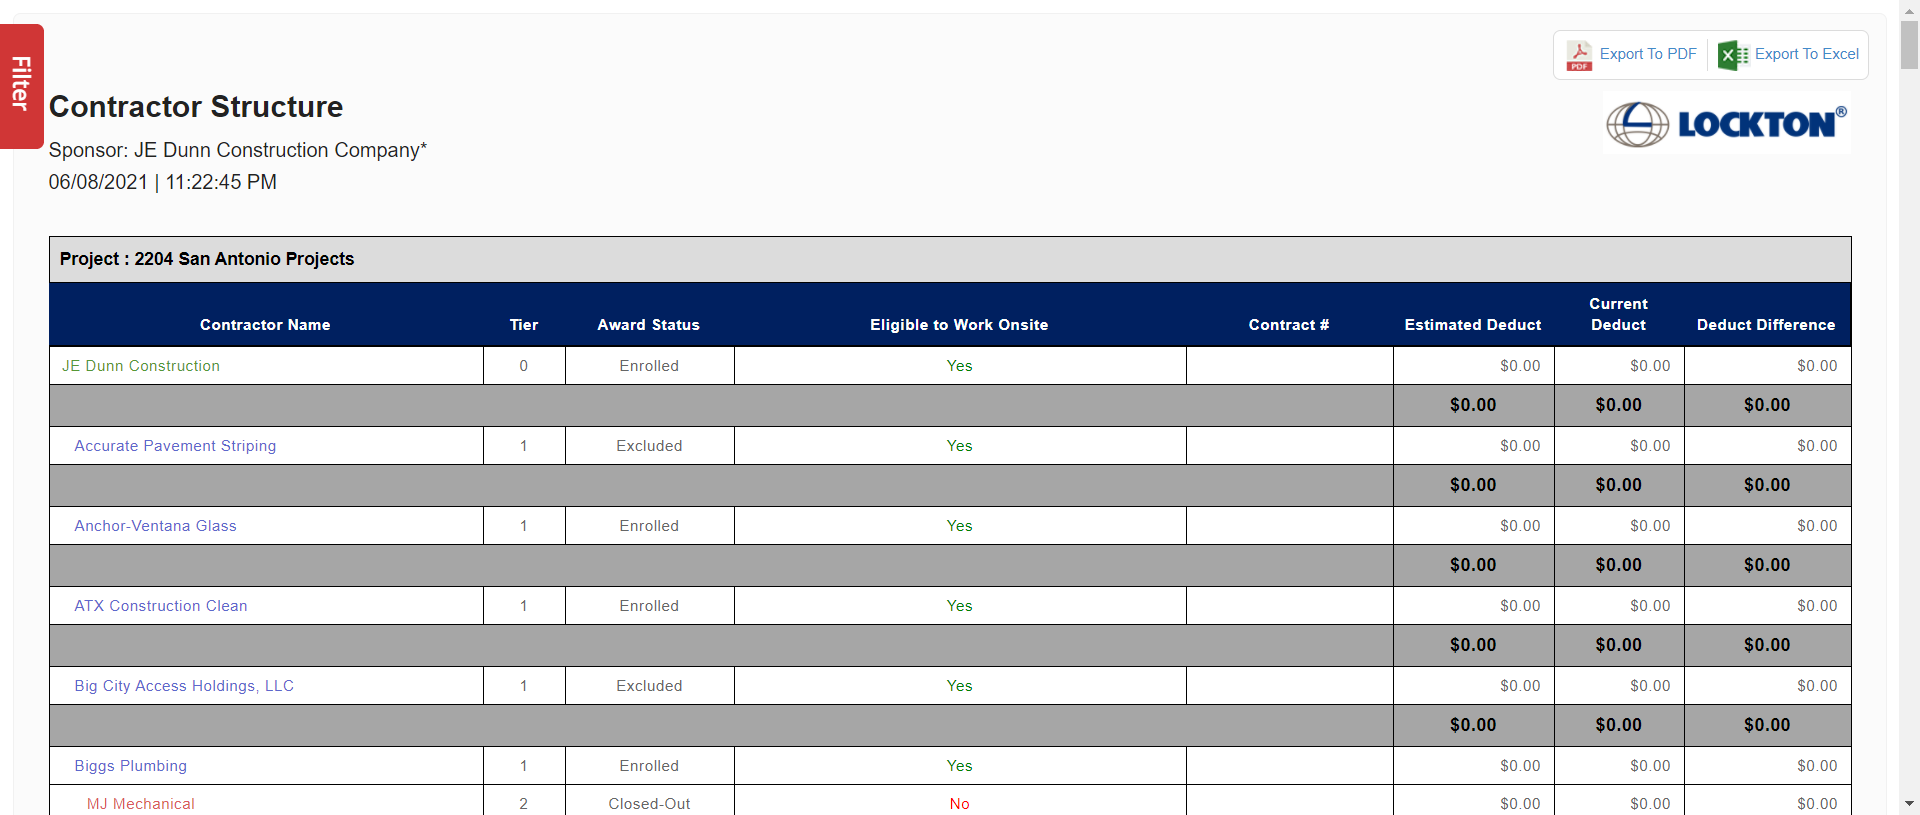 Filter
Export To PDF
Export To Excel
PDF
X
LOCKTON®
Contractor Structure
Sponsor: JE Dunn Construction Company*
06/08/2021 | 11:22:45 PM
Project : 2204 San Antonio Projects
Contractor Name Tier Award Status Eligible to Work Onsite Contract # Estimated Deduct Current Deduct Deduct Difference
JE Dunn Construction 0 Enrolled Yes $0.00 $0.00 $0.00
$0.00 $0.00 $0.00
Accurate Pavement Striping 1 Excluded Yes $0.00 $0.00 $0.00
$0.00 $0.00 $0.00
Anchor-Ventana Glass 1 Enrolled Yes $0.00 $0.00 $0.00
$0.00 $0.00 $0.00
ATX Construction Clean 1 Enrolled Yes $0.00 $0.00 $0.00
$0.00 $0.00 $0.00
Big City Access Holdings, LLC 1 Excluded Yes $0.00 $0.00 $0.00
$0.00 $0.00 $0.00
Biggs Plumbing 1 Enrolled Yes $0.00 $0.00 $0.00
MJ Mechanical 2 Closed-Out No $0.00 $0.00 $0.00